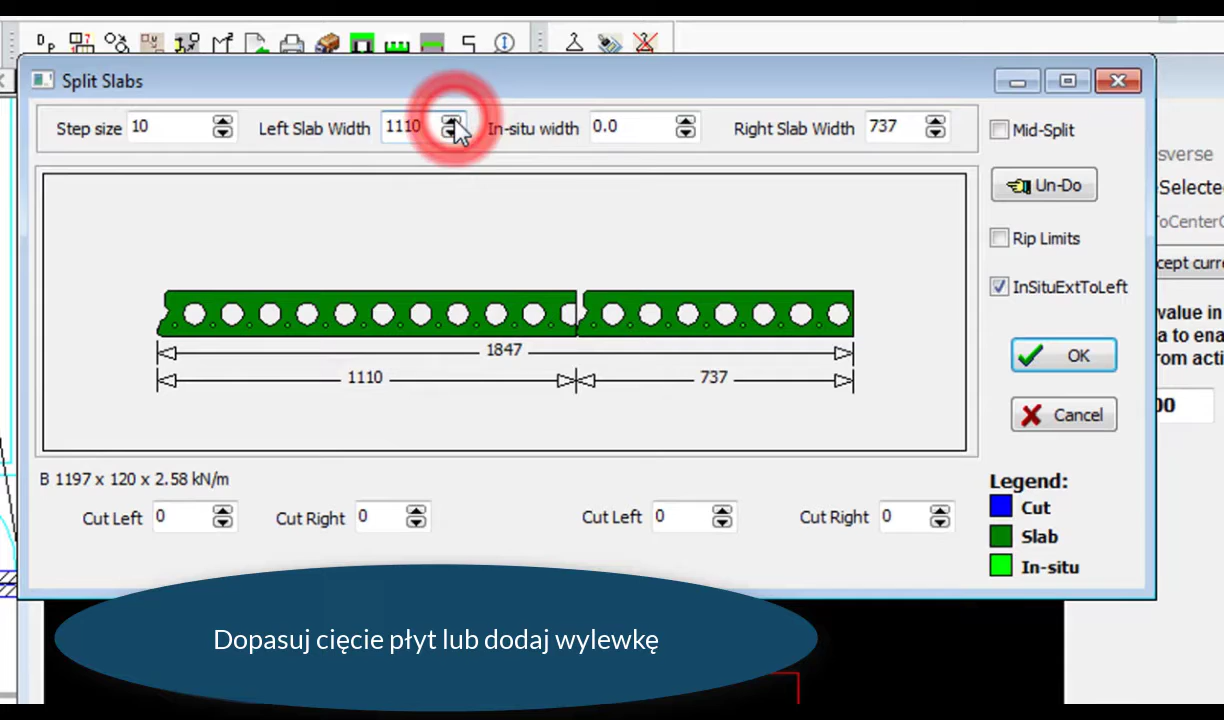 Split Slabs
Step size 10 Left Slab Width 1110 In-situ width 0.0 Right Slab Width 737
Mid-Split
Un-Do
Rip Limits
InSituExtToLeft
OK
Cancel
1847
1110 737
B 1197 x 120 x 2.58 kN/m
Cut Left 0 Cut Right 0 Cut Left 0 Cut Right 0
Legend:
Cut
Slab
In-situ
Dopasuj cięcie płyt lub dodaj wylewkę
sverse
Selecte
oCenterC
cept curre
value in
a to ena
rom acti
00